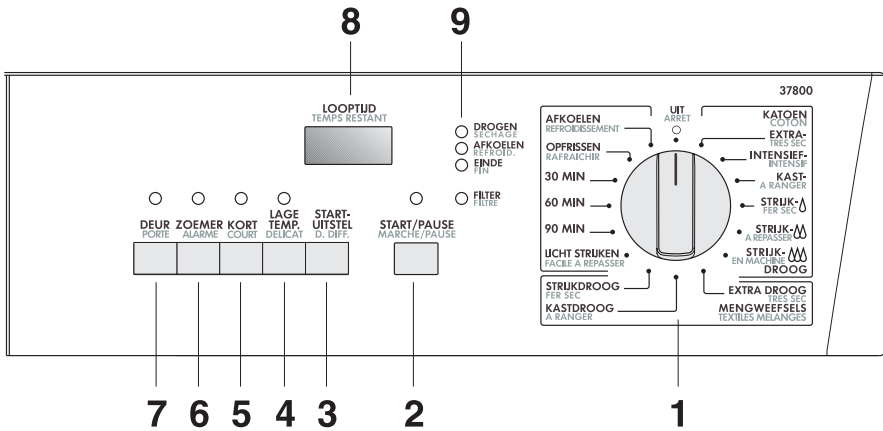 8
9
37800
LOOPTIJD
TEMPS RESTANT
DROGEN
SECHAGE
AFKOELEN
REFROID.
EINDE
FIN
FILTER
FILTRE
DEUR
PORTE
ZOEMER
ALARME
KORT
COURT
LAGE
TEMP.
DELICAT
START-
UITSTEL
D. DIFF.
START/PAUSE
MARCHE/PAUSE
UIT
ARRET
AFKOELEN
REFROIDISSEMENT
OPFRISSEN
RAFRAICHIR
30 MIN
60 MIN
90 MIN
LICHT STRIJKEN
FACILE A REPASSER
STRIJKDROOG
FER SEC
KASTDROOG
A RANGER
KATOEN
COTON
EXTRA-
TRES SEC
INTENSIEF-
INTENSIF
KAST-
A RANGER
STRIJK-
FER SEC
STRIJK-
A REPASSER
STRIJK-
EN MACHINE
DROOG
EXTRA DROOG
TRES SEC
MENGWEEFSELS
TEXTILES MELANGES
7
6
5
4
3
2
1